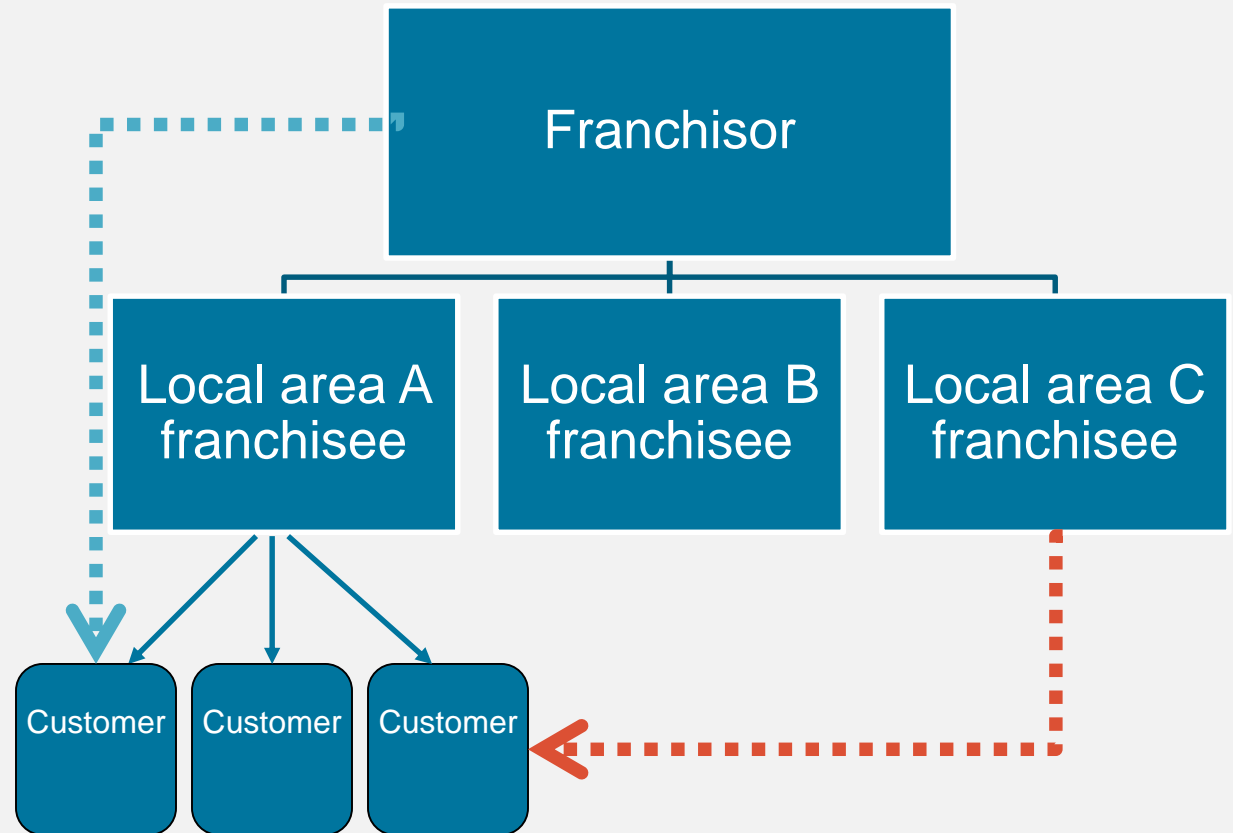 Franchisor
Local area A
franchisee
Local area B
franchisee
Local area C
franchisee
Customer
Customer
Customer